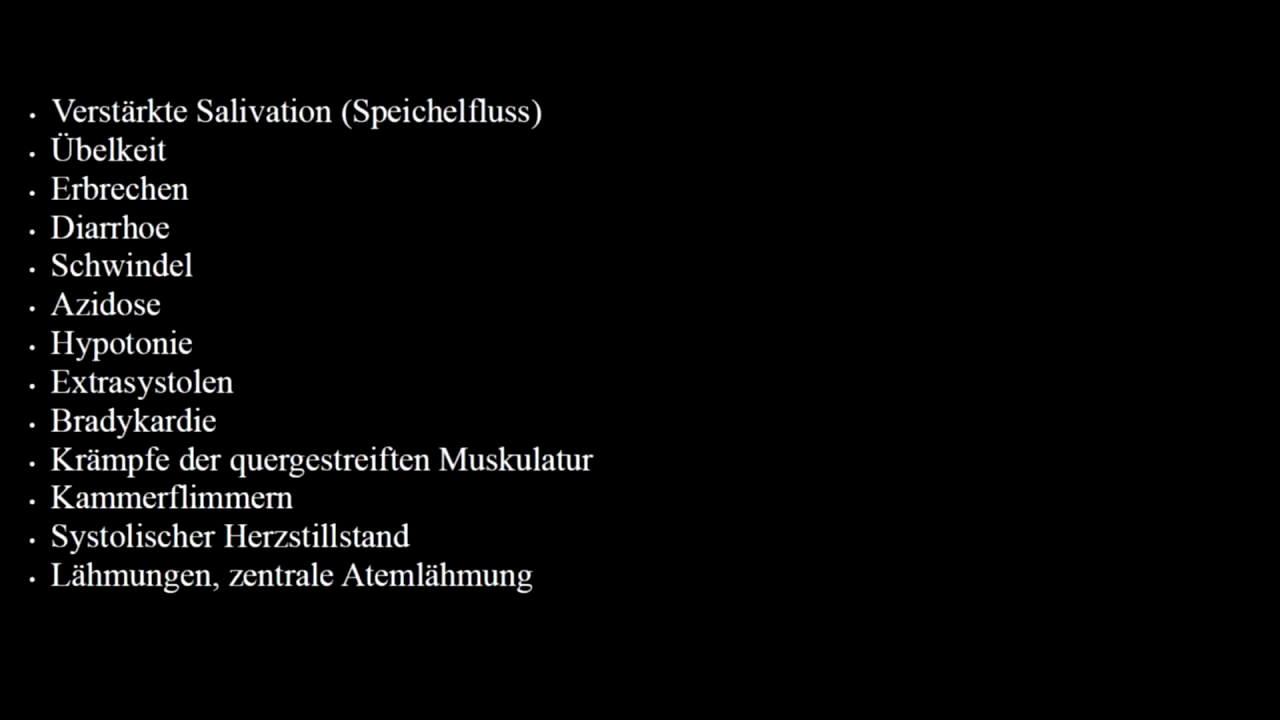 • Verstärkte Salivation (Speichelfluss)
• Übelkeit
• Erbrechen
• Diarrhoe
• Schwindel
• Azidose
• Hypotonie
• Extrasystolen
• Bradykardie
• Krämpfe der quergestreiften Muskulatur
• Kammerflimmern
• Systolischer Herzstillstand
• Lähmungen, zentrale Atemlähmung